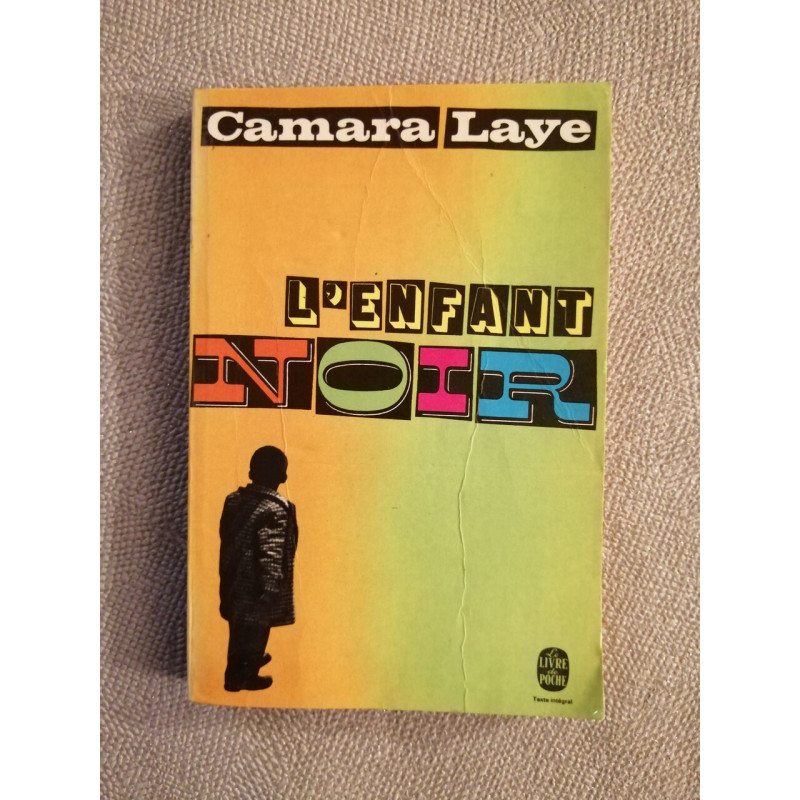 Camara Laye
L'ENFANT
NOIR
Le
LIVRE
de
POCHE
Texte intégral